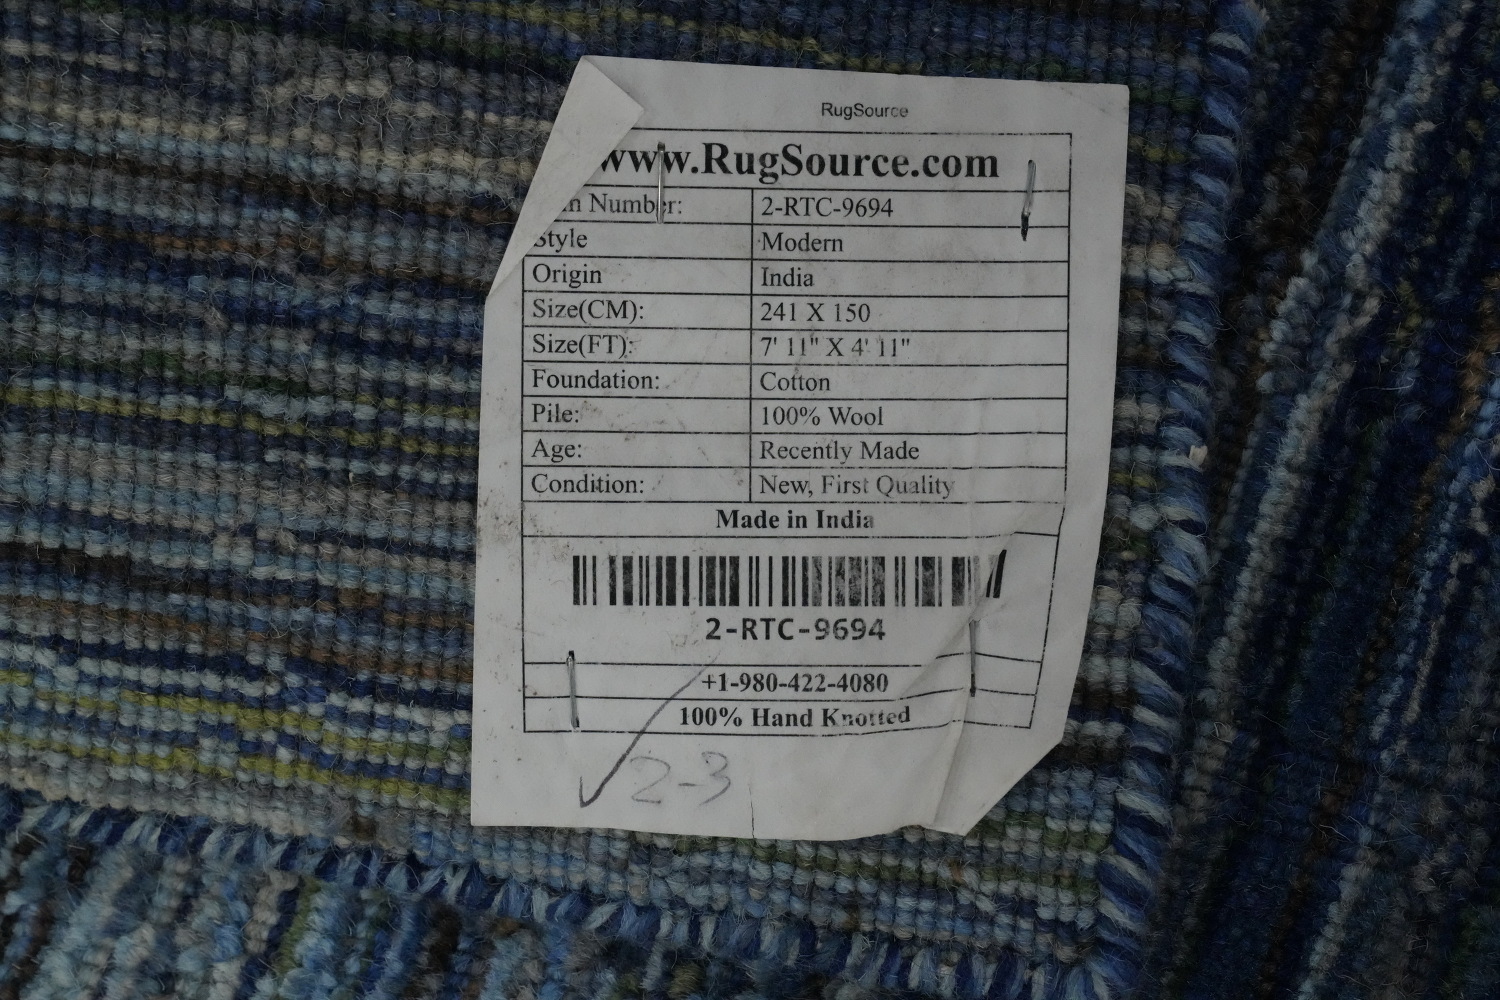 RugSource
www.RugSource.com
Number: 2-RTC-9694
Style Modern
Origin India
Size(CM): 241 X 150
Size(FT): 7' 11" X 4' 11"
Foundation: Cotton
Pile: 100% Wool
Age: Recently Made
Condition: New, First Quality
Made in India
2-RTC-9694
+1-980-422-4080
100% Hand Knotted
2-3